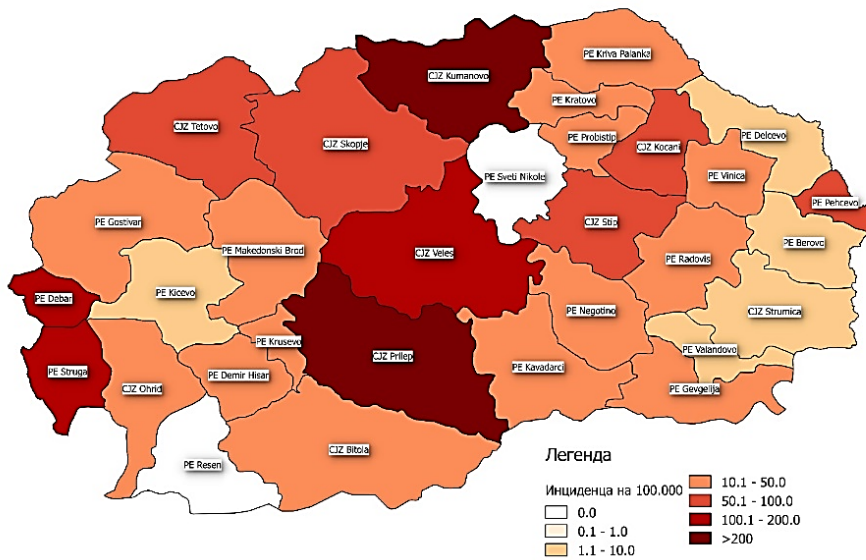 PE Kriva Palanka
CJZ Kumanovo
PE Kratovo
CJZ Tetovo
PE Delcevo
PE Probistip
CJZ Skopje
CJZ Kocani
PE Sveti Nikole
PE Vinica
PE Pehcevo
PE Gostivar
CJZ Stip
PE Berovo
PE Makedonski Brod
CJZ Veles
PE Radovis
PE Debar
PE Kicevo
CJZ Strumica
PE Negotino
PE Krusevo
PE Valandovo
CJZ Prilep
PE Struga
PE Kavadarci
PE Demir Hisar
CJZ Ohrid
PE Gevgelija
CJZ Bitola
PE Resen
Легенда
Инциденца на 100.000
0.0
0.1 - 1.0
1.1 - 10.0
10.1 - 50.0
50.1 - 100.0
100.1 - 200.0
>200